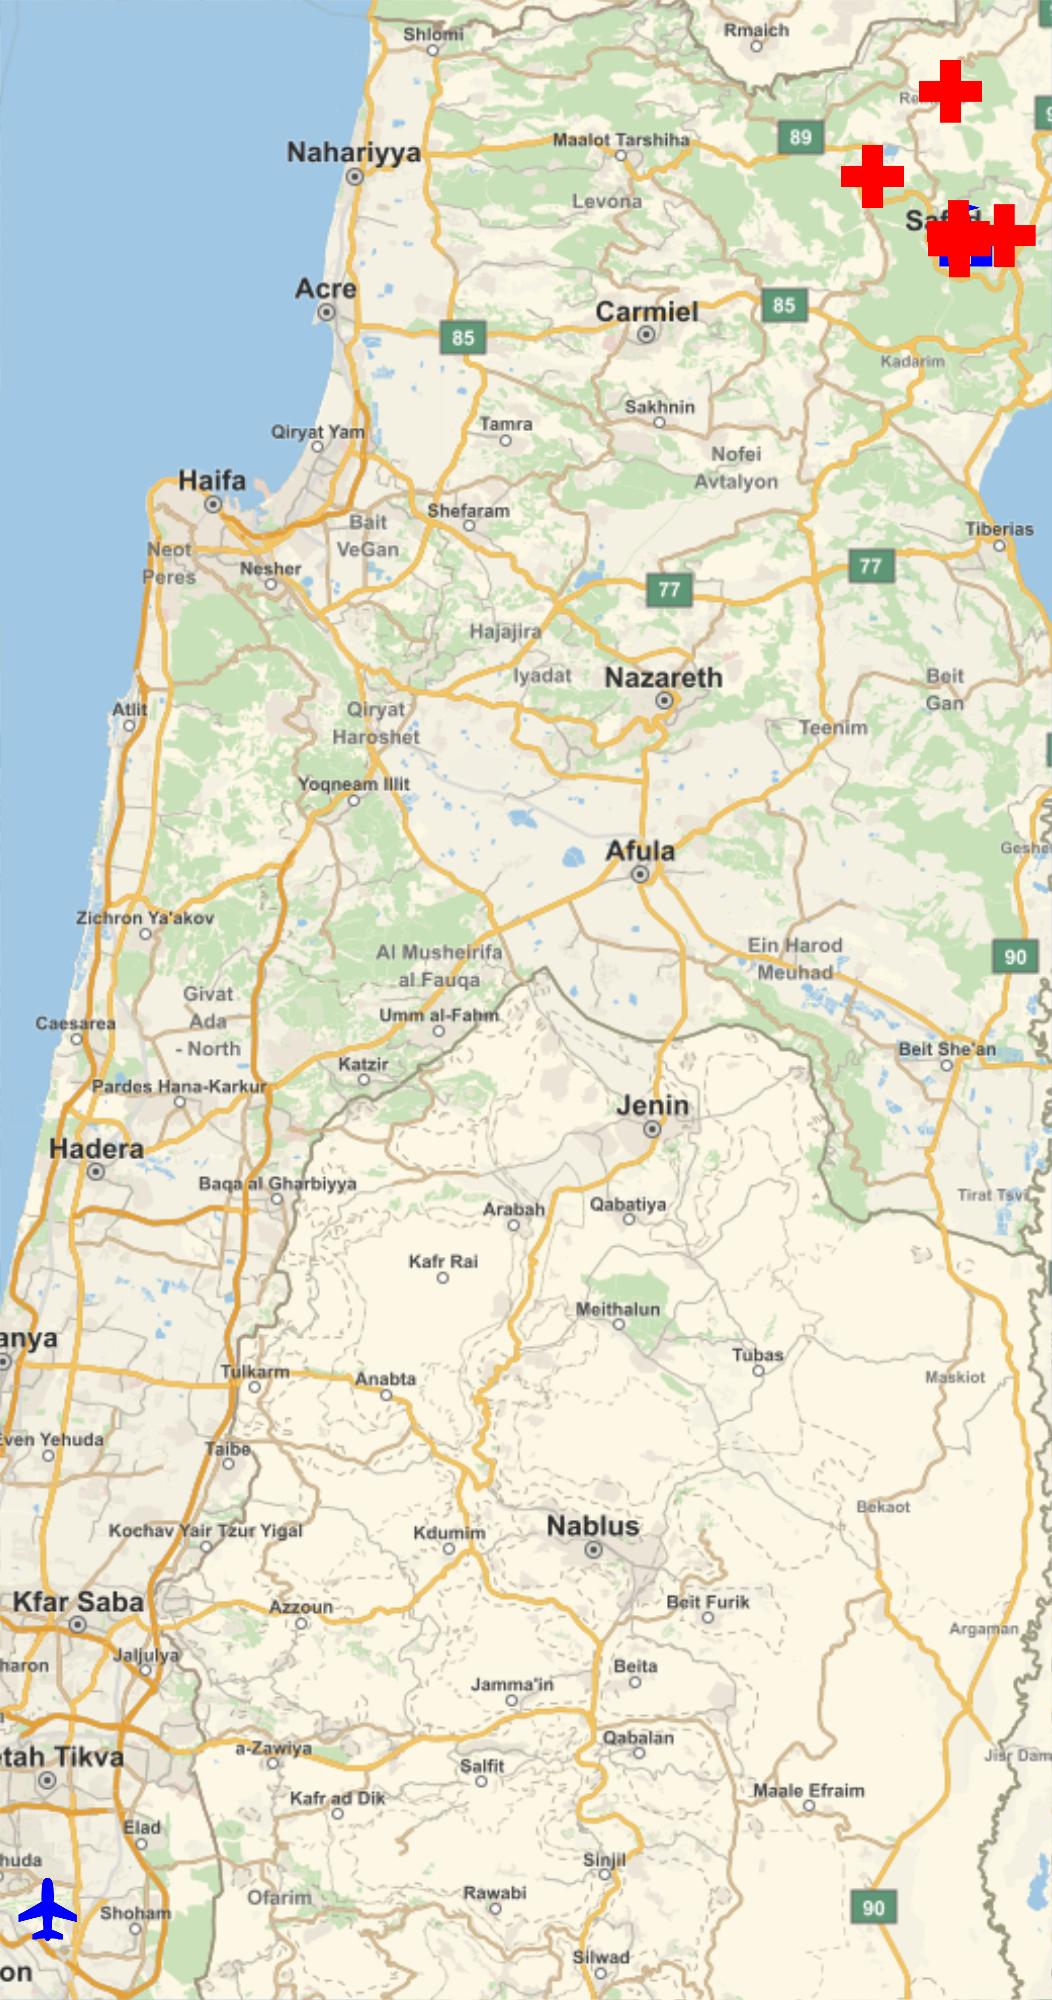 Shlomi
Rmaich
89
Nahariyya
Maalot Tarshiha
Levona
Acre
Carmiel
85
85
Kadarim
Sakhnin
Qiryat Yam
Tamra
Nofei
Avtalyon
Haifa
Shefaram
Bait
VeGan
Tiberias
Neot
Peres
Nesher
77
77
Hajajira
Iyadat
Nazareth
Beit
Gan
Atlit
Qiryat
Haroshet
Teenim
Yoqneam Illit
Afula
Zichron Ya'akov
Al Musheirifa
al Fauqa
Ein Harod
Meuhad
90
Givat
Ada
- North
Caesarea
Umm al-Fahm
Beit She'an
Katzir
Pardes Hana-Karkur
Jenin
Hadera
Baqa al Gharbiyya
Arabah
Qabatiya
Tirat Tsvi
Kafr Rai
Meithalun
anya
Tubas
Tulkarm
Anabta
Maskiot
Even Yehuda
Taibe
Bekaot
Kochav Yair Tzur Yigal
Kdumim
Nablus
Kfar Saba
Azzoun
Beit Furik
Argaman
Jaljulya
haron
Beita
Jamma'in
Qabalan
etah Tikva
a-Zawiya
Salfit
Jisr Dam
Kafr ad Dik
Maale Efraim
Elad
huda
Sinjil
Ofarim
Rawabi
Shoham
90
Silwad
on